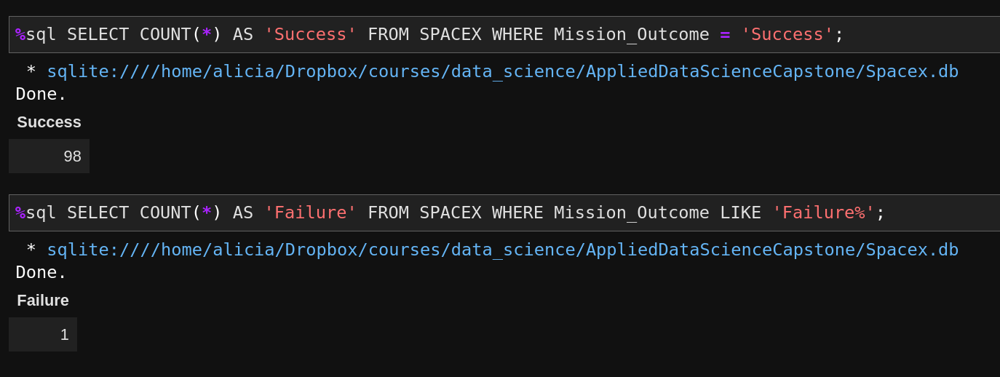 %sql SELECT COUNT(*) AS 'Success' FROM SPACEX WHERE Mission_Outcome = 'Success';
* sqlite:////home/alicia/Dropbox/courses/data_science/AppliedDataScienceCapstone/Spacex.db
Done.
Success
98
%sql SELECT COUNT(*) AS 'Failure' FROM SPACEX WHERE Mission_Outcome LIKE 'Failure%';
* sqlite:////home/alicia/Dropbox/courses/data_science/AppliedDataScienceCapstone/Spacex.db
Done.
Failure
1